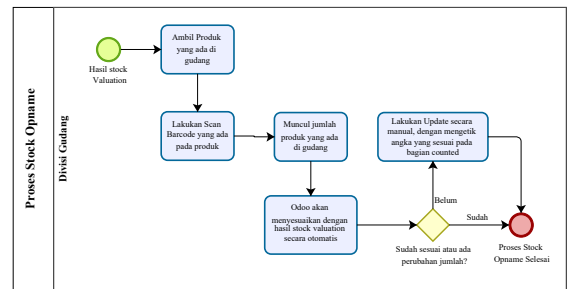 Proses Stock Opname
Divisi Gudang
Hasil stock
Valuation
Ambil Produk
yang ada di
gudang
Lakukan Scan
Barcode yang ada
pada produk
Muncul jumlah
produk yang ada
di gudang
Odoo akan
menyesuaikan dengan
hasil stock valuation
secara otomatis
Sudah sesuai atau ada
perubahan jumlah?
Belum
Lakukan Update secara
manual, dengan mengetik
angka yang sesuai pada
bagian counted
Sudah
Proses Stock
Opname Selesai